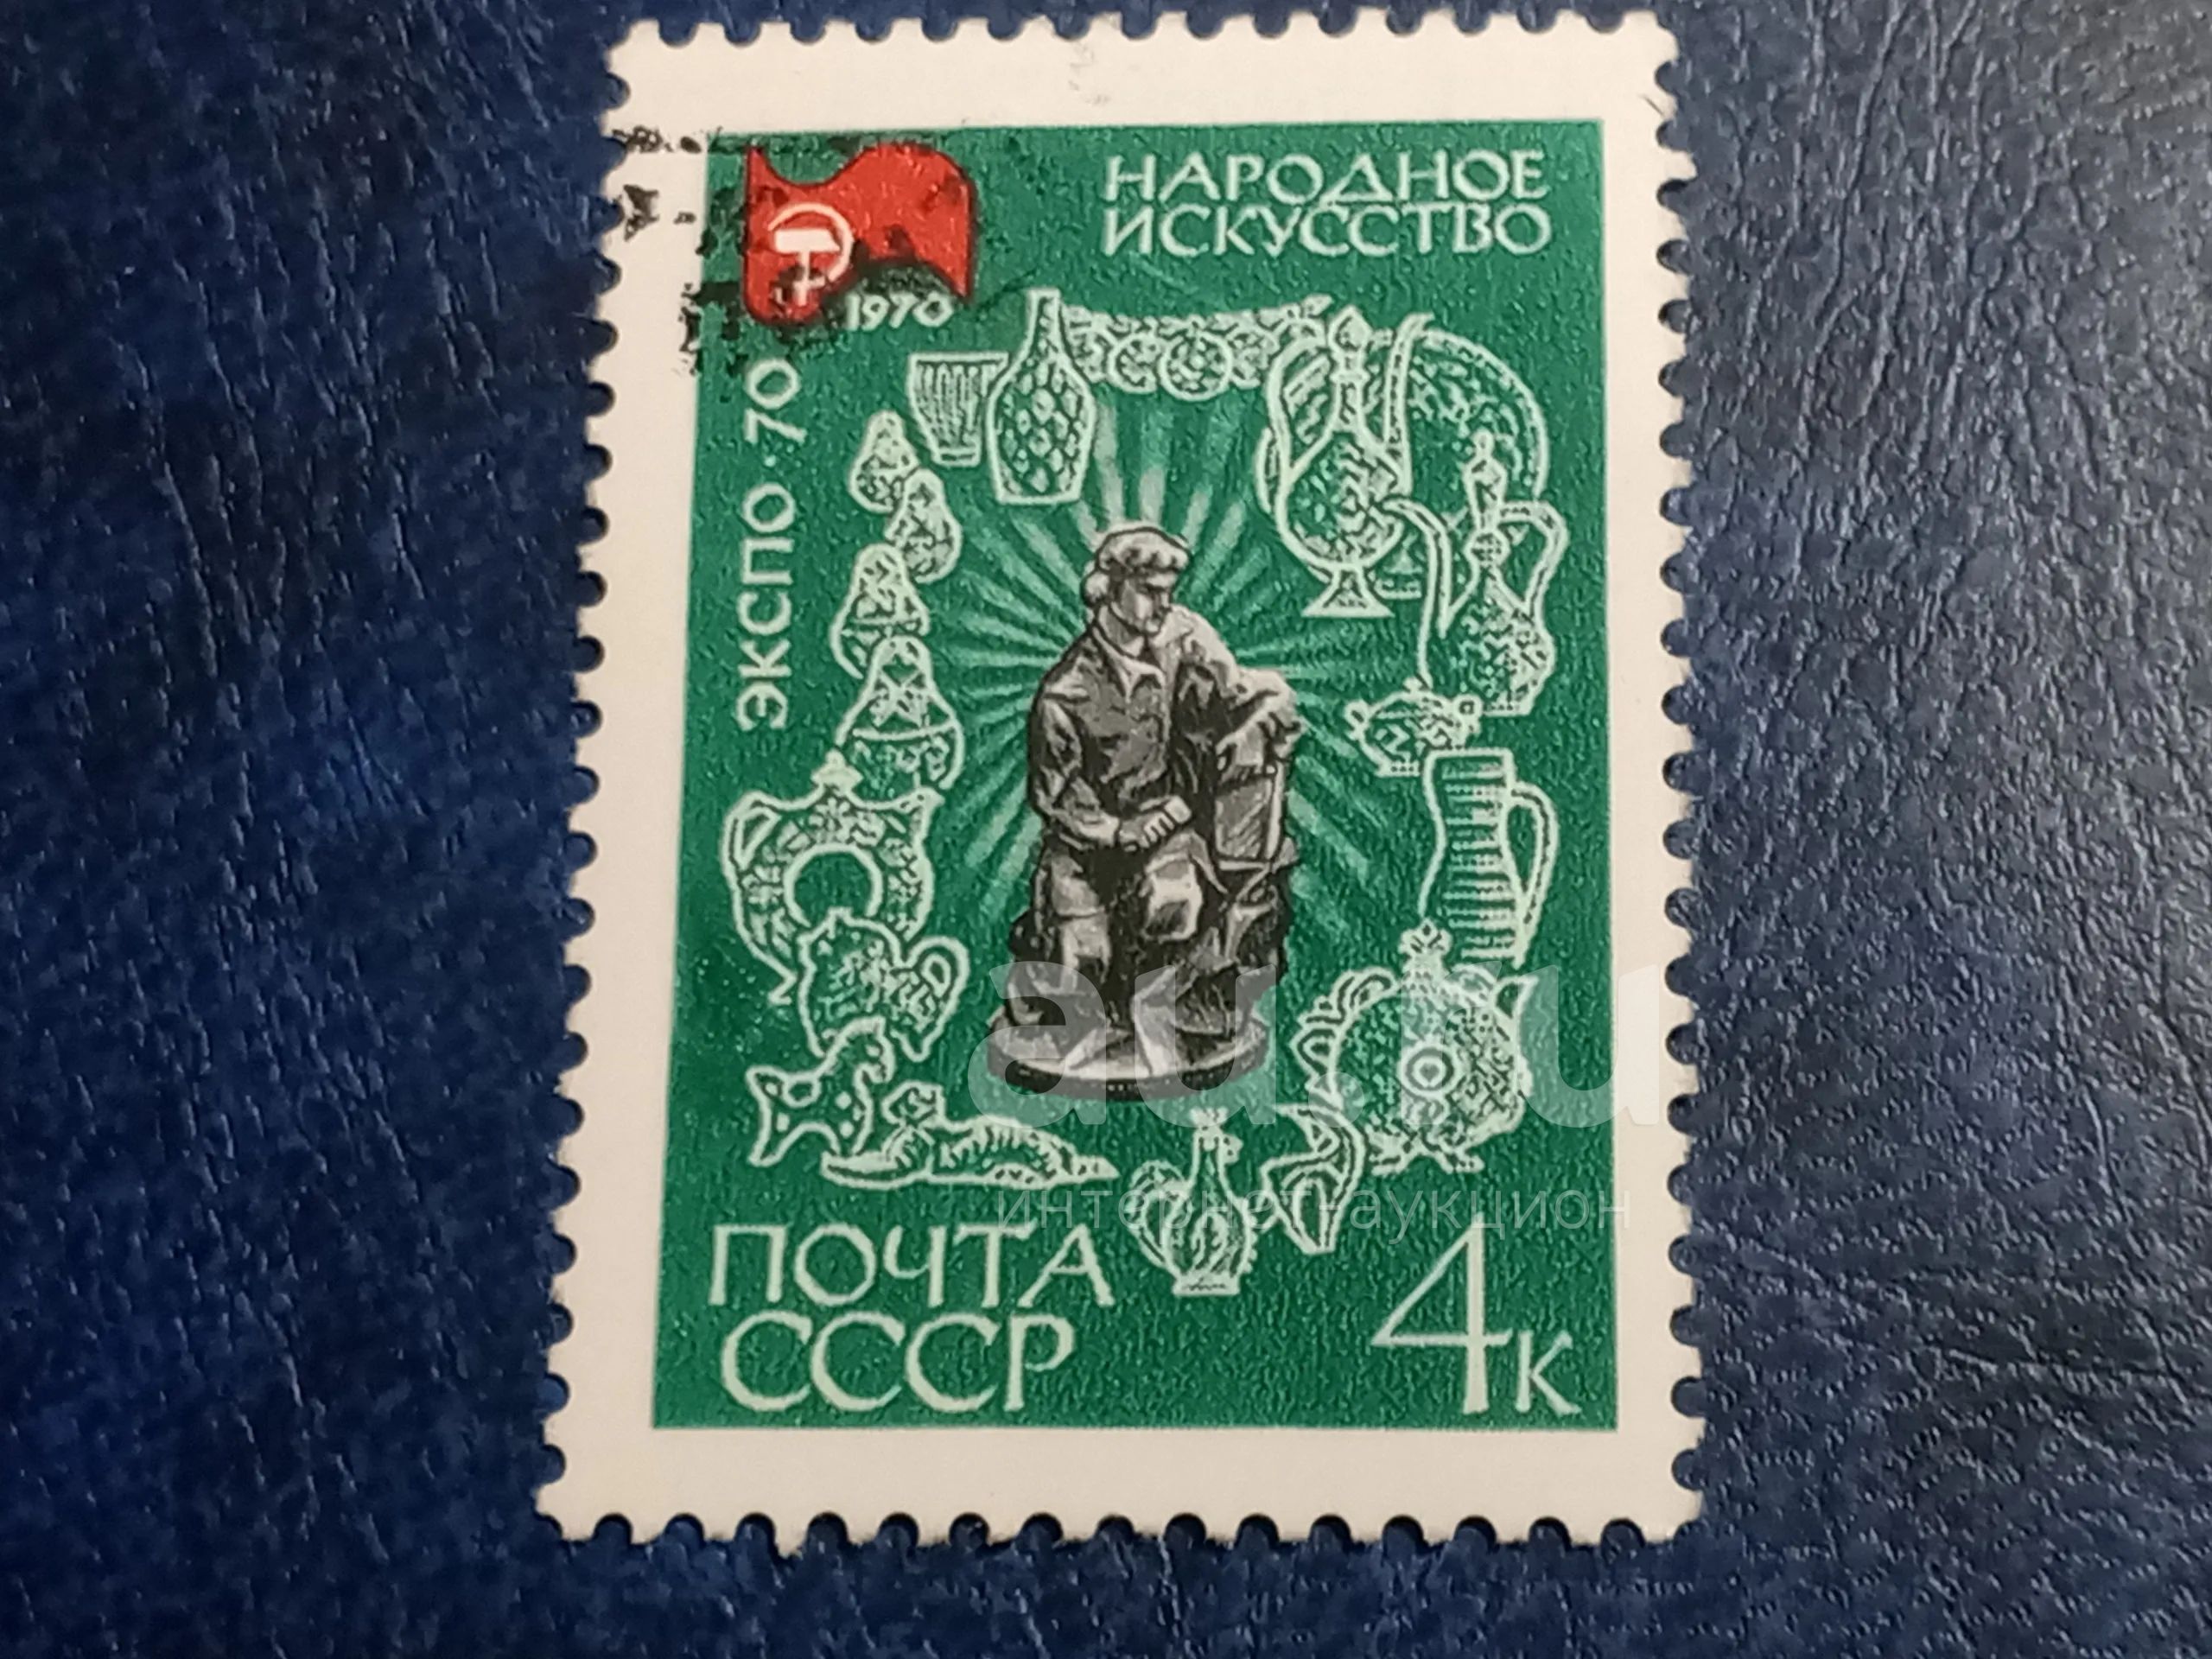 НАРОДНОЕ
ИСКУССТВО
1970
ЭКСПО·70
ПОЧТА
СССР
4к
au.ru
интернет аукцион